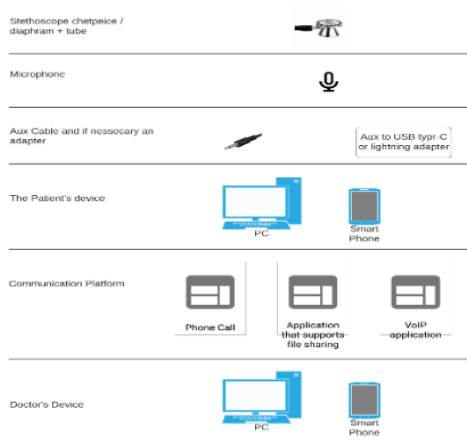 Stethoscope chetpeice /
diaphram + tube
Microphone
Aux Cable and if nessecary an
adapter
Aux to USB typr-C
or lightning adapter
The Patient's device
PC
Smart
Phone
Communication Platform
Phone Call
Application
that supports
file sharing
VoIP
application
Doctor's Device
PC
Smart
Phone